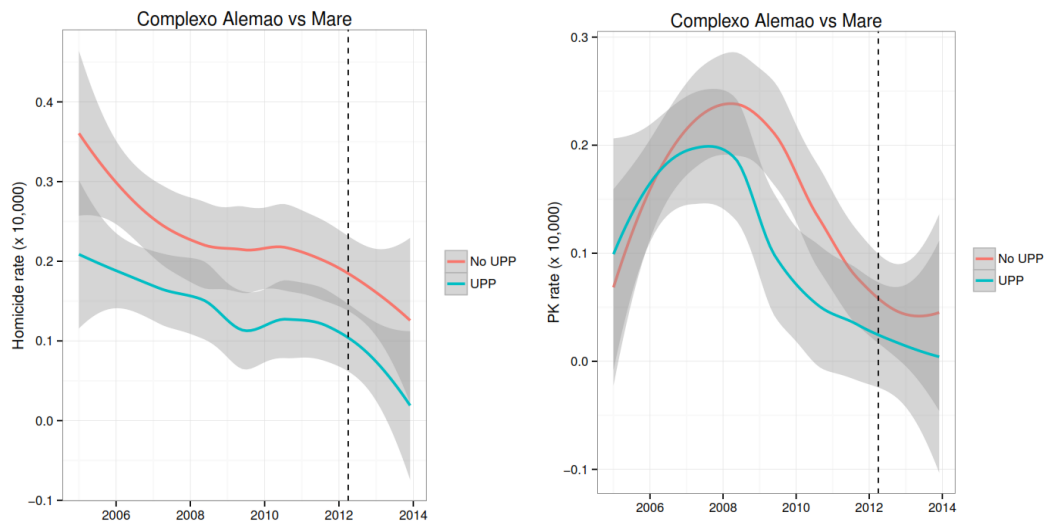 Complexo Alemao vs Mare
Homicide rate (x 10,000)
0.4
0.3
0.2
0.1
0.0
−0.1
2006 2008 2010 2012 2014
No UPP
UPP
Complexo Alemao vs Mare
PK rate (x 10,000)
0.3
0.2
0.1
0.0
−0.1
2006 2008 2010 2012 2014
No UPP
UPP